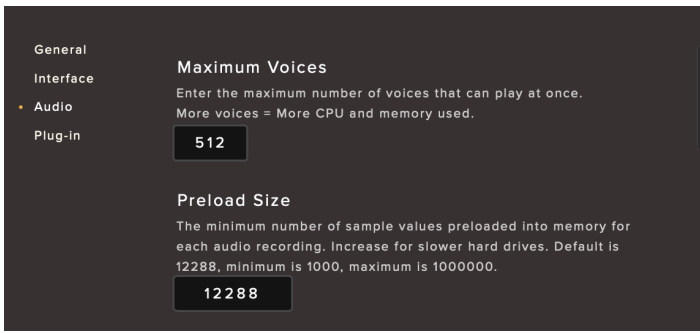 General
Interface
Audio
Plug-in
Maximum Voices
Enter the maximum number of voices that can play at once.
More voices = More CPU and memory used.
512
Preload Size
The minimum number of sample values preloaded into memory for
each audio recording. Increase for slower hard drives. Default is
12288, minimum is 1000, maximum is 1000000.
12288